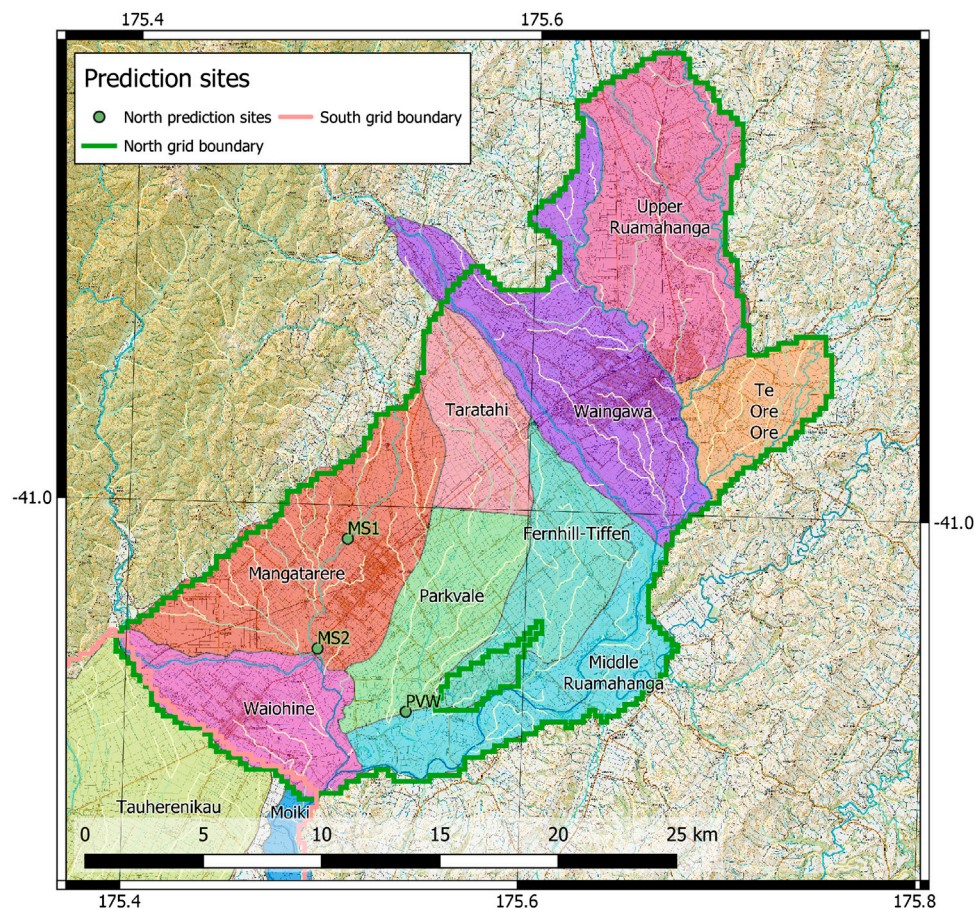 175.4
175.6
Prediction sites
North prediction sites
South grid boundary
North grid boundary
Upper
Ruamahanga
Taratahi
Waingawa
Te
Ore
Ore
-41.0
-41.0
MS1
Fernhill-Tiffen
Mangatarere
Parkvale
MS2
Middle
Ruamahanga
PVW
Waiohine
Tauherenikau
Moiki
0
5
10
15
20
25 km
175.4
175.6
175.8